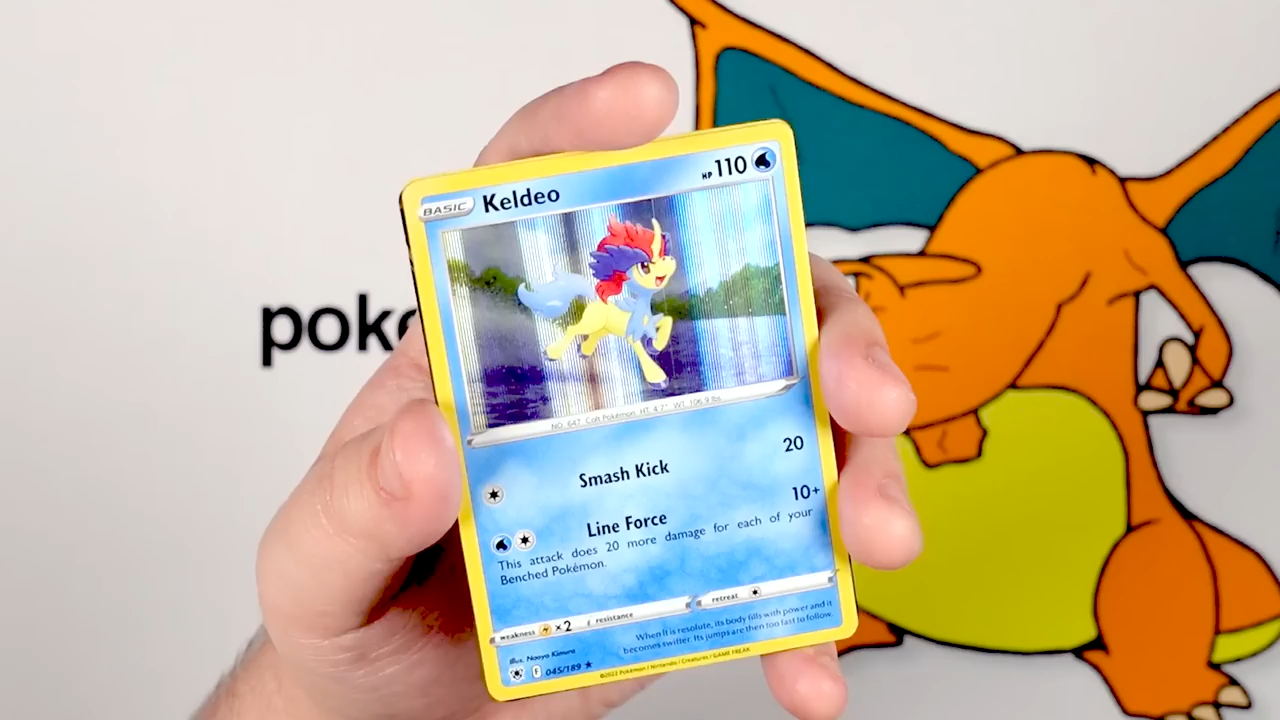 BASIC Keldeo HP 110
poke
NO. 647 Colt Pokémon HT. 4'7" WT. 106.9 lbs.
Smash Kick 20
Line Force 10+
This attack does 20 more damage for each of your
Benched Pokémon.
weakness ×2 resistance retreat
When it is resolute, its body fills with power and it
becomes swifter. Its jumps are then too fast to follow.
Illus. Naoyo Kimura
F 045/189 ★
©2022 Pokémon / Nintendo / Creatures / GAME FREAK